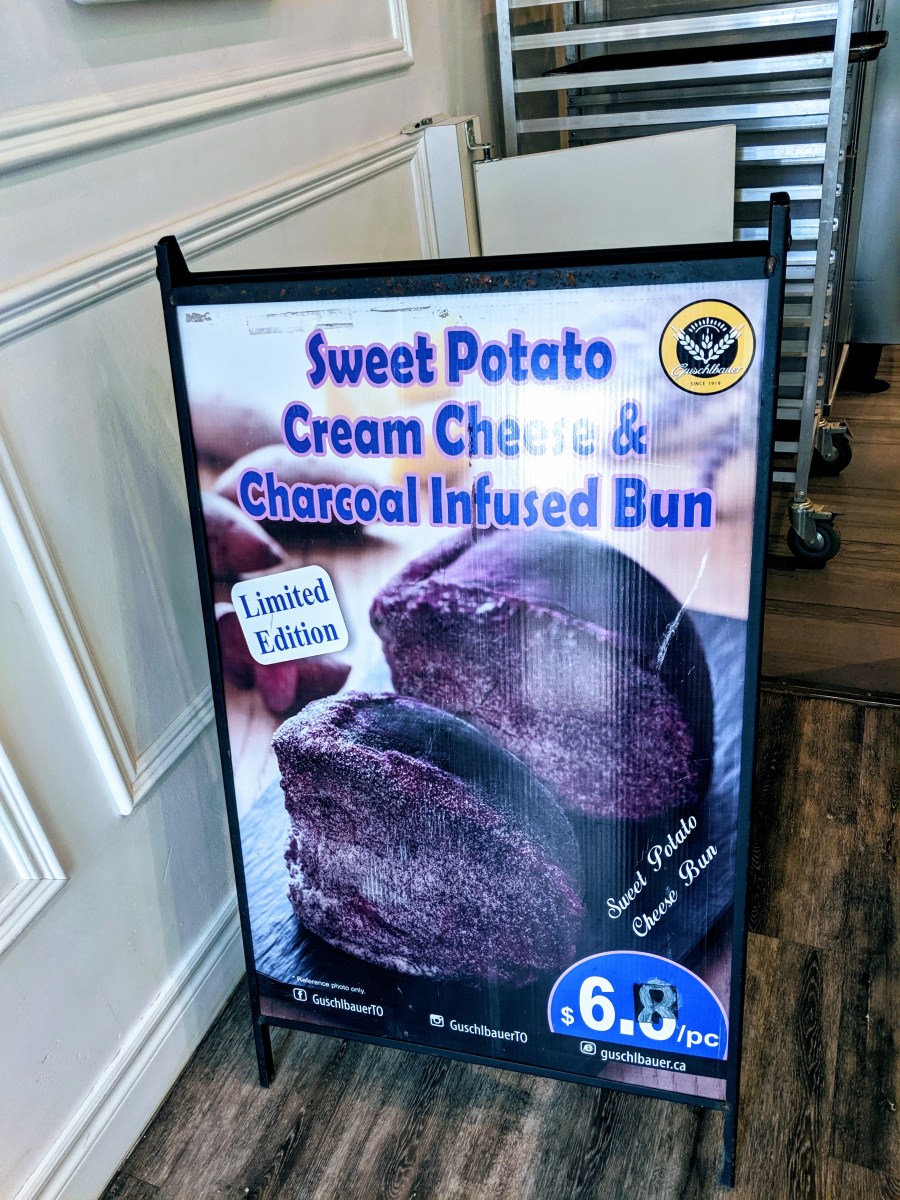 Sweet Potato
Cream Cheese &
Charcoal Infused Bun
Guschlbauer
SINCE 1919
Limited
Edition
Sweet Potato
Cheese Bun
* Reference photo only.
GuschlbauerTO
GuschlbauerTO
$6.8/pc
guschlbauer.ca